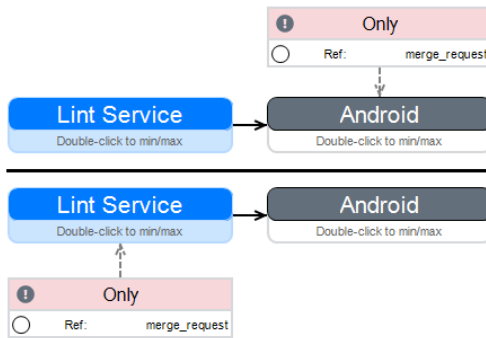 Only
Ref: merge_request
Lint Service
Double-click to min/max
Android
Double-click to min/max
Lint Service
Double-click to min/max
Android
Double-click to min/max
Only
Ref: merge_request